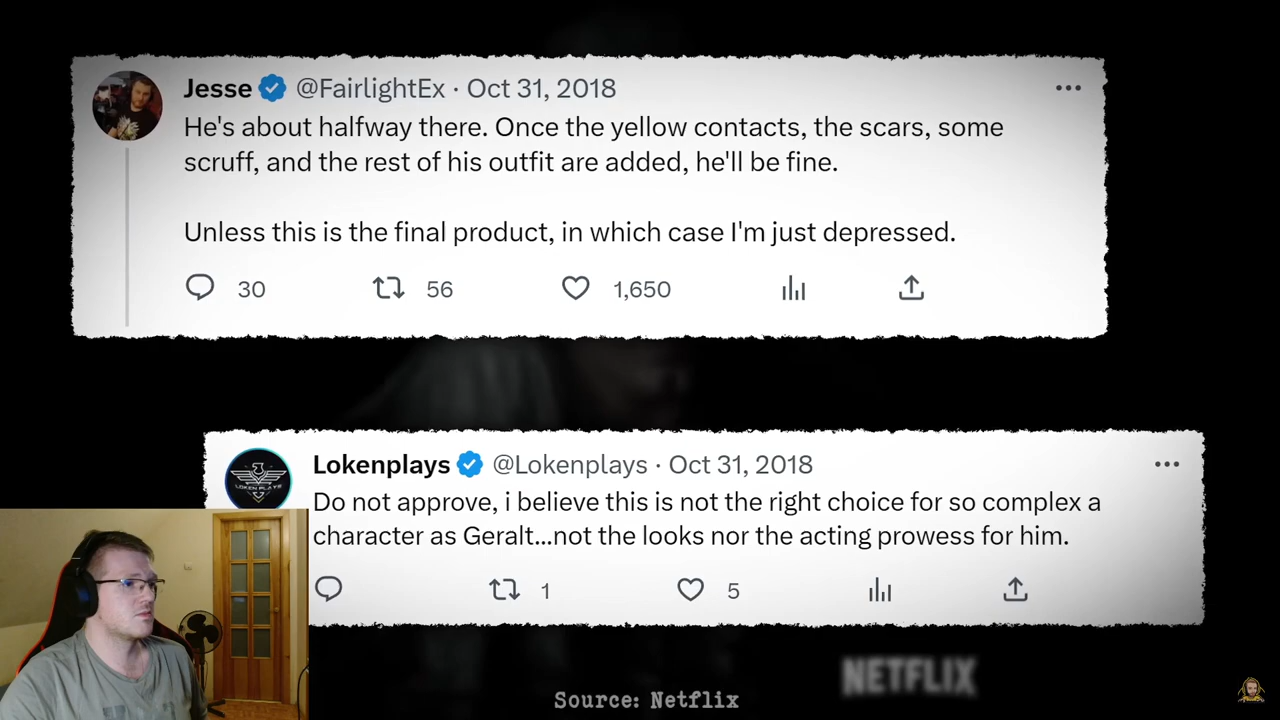 Jesse @FairlightEx · Oct 31, 2018
He's about halfway there. Once the yellow contacts, the scars, some
scruff, and the rest of his outfit are added, he'll be fine.
Unless this is the final product, in which case I'm just depressed.
30 56 1,650
Lokenplays @Lokenplays · Oct 31, 2018
Do not approve, i believe this is not the right choice for so complex a
character as Geralt...not the looks nor the acting prowess for him.
1 5
NETFLIX
Source: Netflix